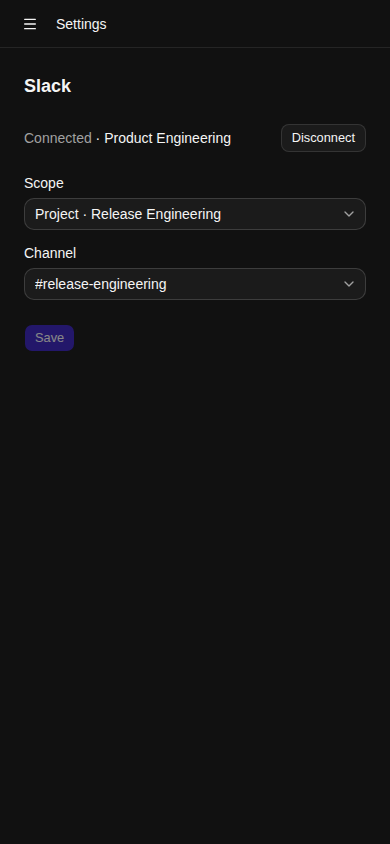 Settings
Slack
Connected · Product Engineering
Disconnect
Scope
Project · Release Engineering
Channel
#release-engineering
Save